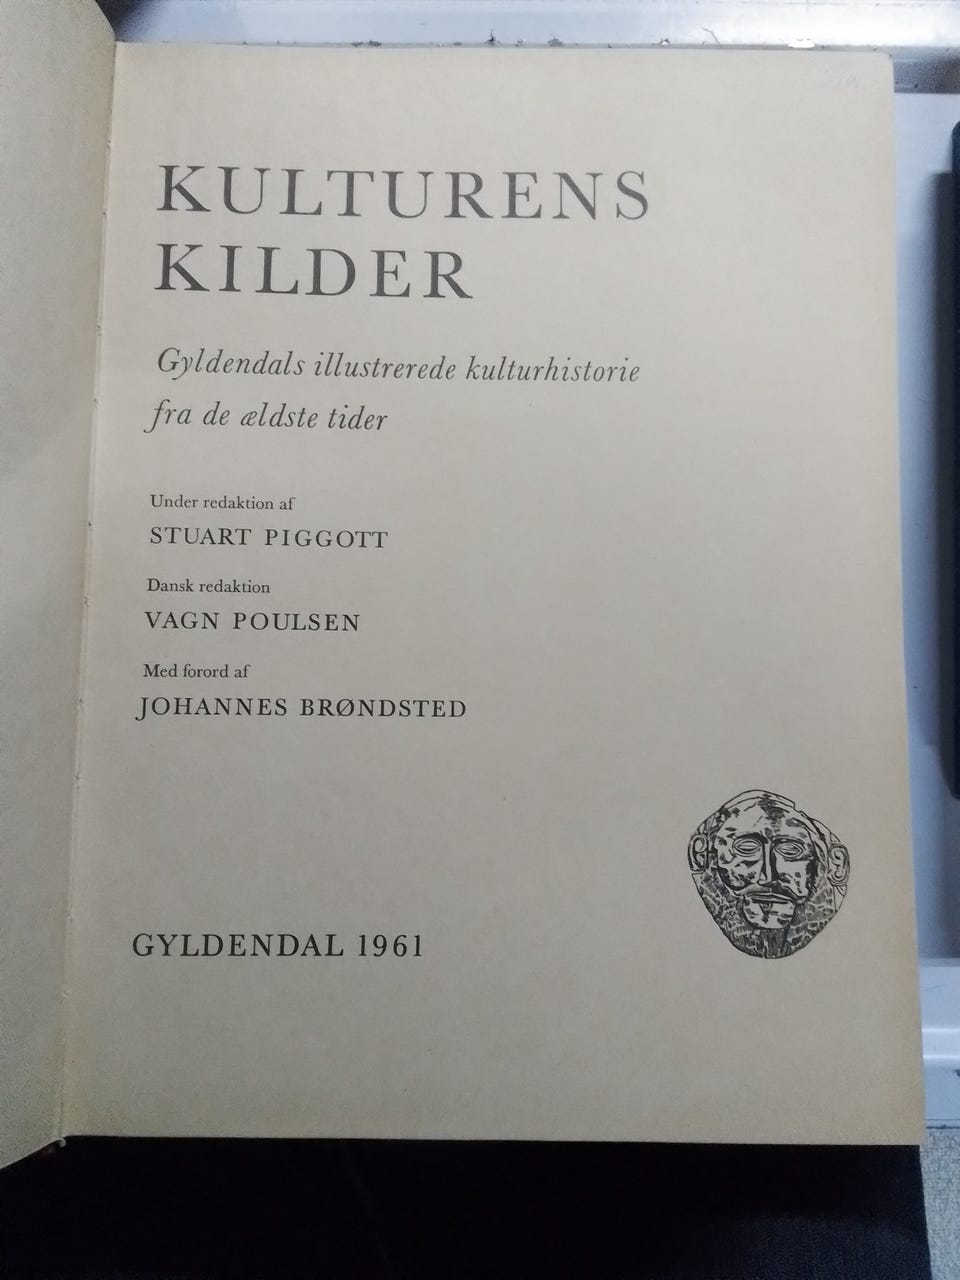 KULTURENS
KILDER
Gyldendals illustrerede kulturhistorie
fra de ældste tider
Under redaktion af
STUART PIGGOTT
Dansk redaktion
VAGN POULSEN
Med forord af
JOHANNES BRØNDSTED
GYLDENDAL 1961